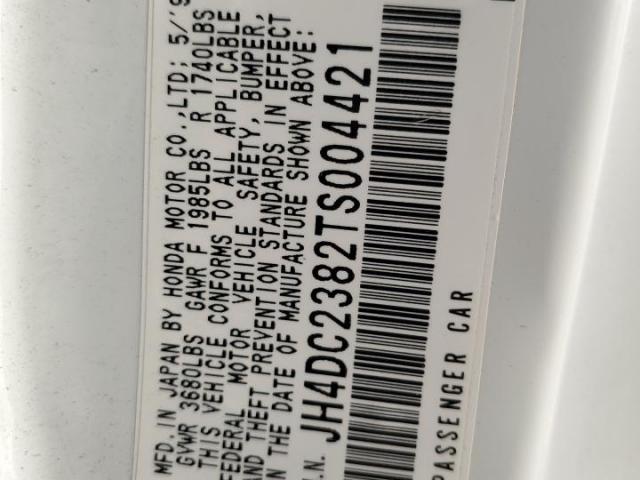 MFD. IN JAPAN BY HONDA MOTOR CO.,LTD; 5/'9
GVWR 3680LBS GAWR F 1985LBS R 1740LBS
THIS VEHICLE CONFORMS TO ALL APPLICABLE
FEDERAL MOTOR VEHICLE SAFETY, BUMPER,
AND THEFT PREVENTION STANDARDS IN EFFECT
ON THE DATE OF MANUFACTURE SHOWN ABOVE:
I.N. JH4DC2382TS004421
PASSENGER CAR